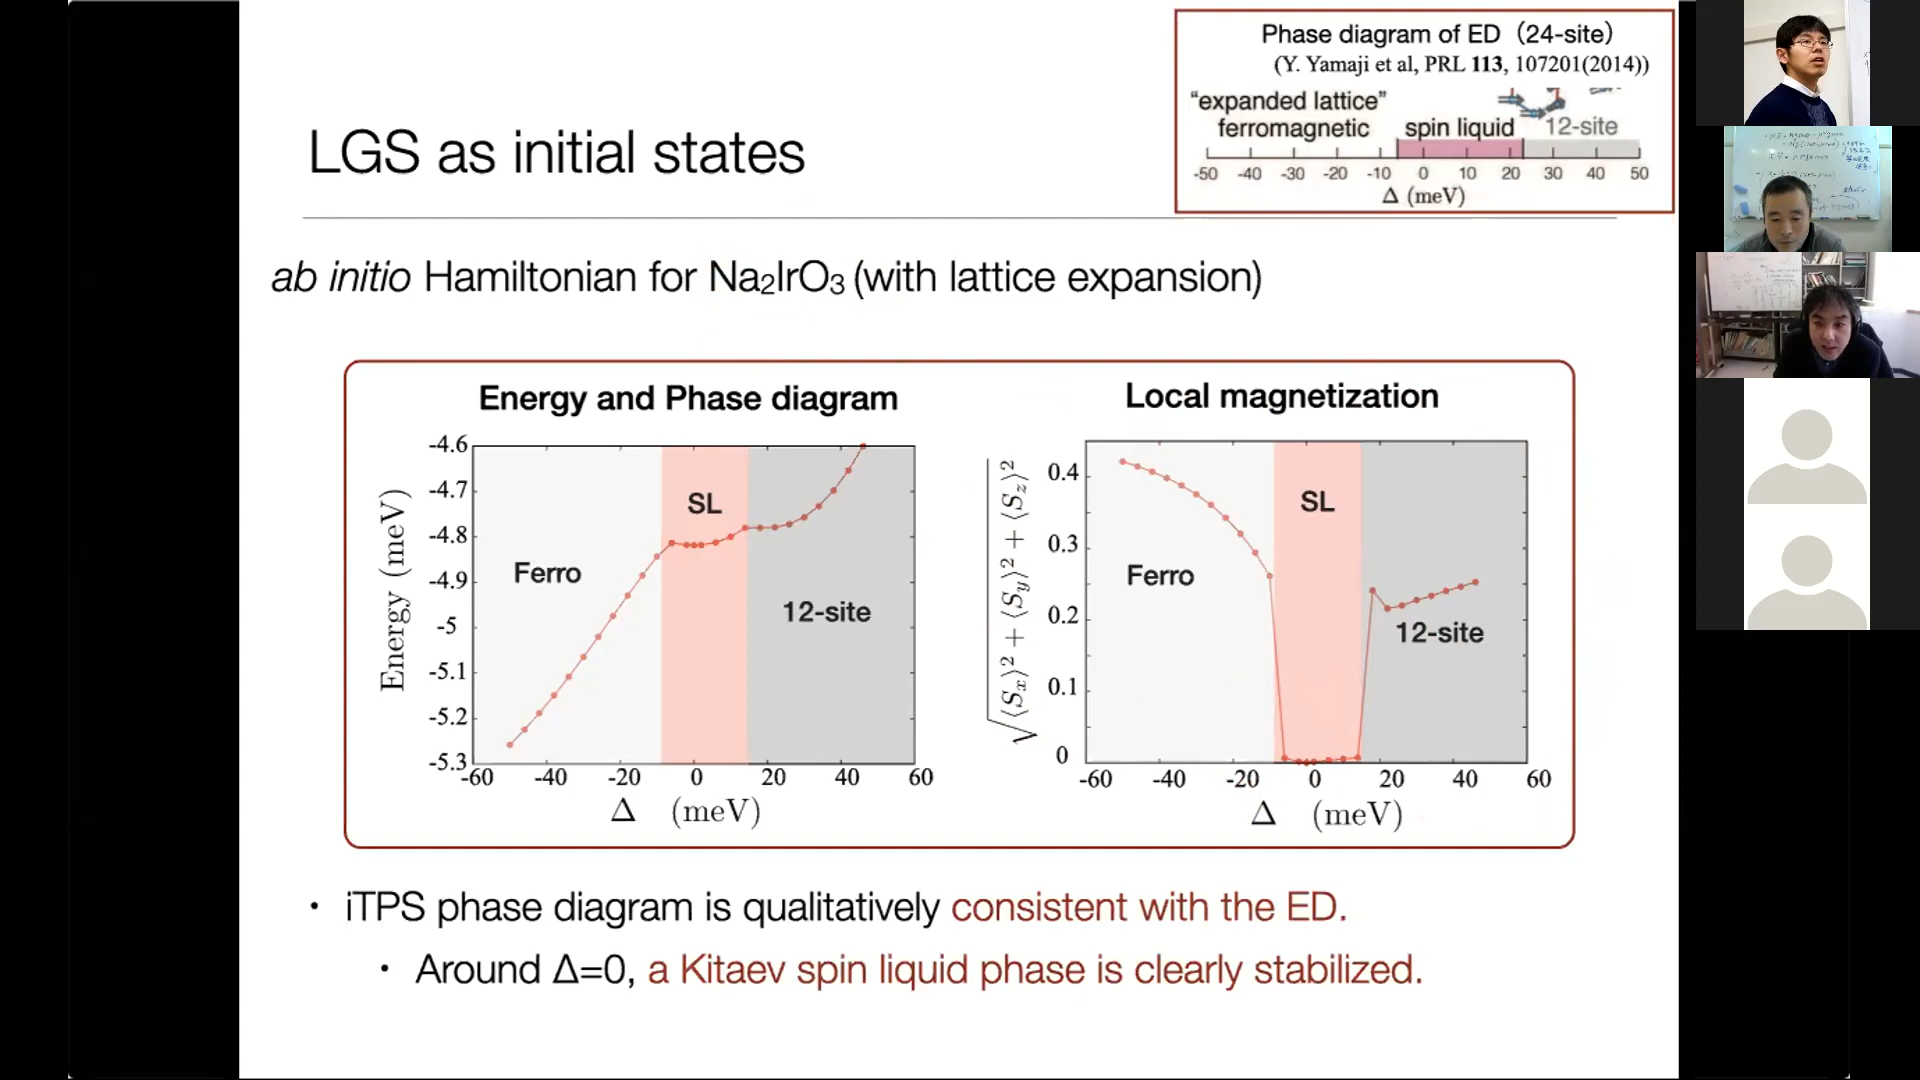 Phase diagram of ED (24-site)
(Y. Yamaji et al, PRL 113, 107201(2014))
“expanded lattice”
ferromagnetic
spin liquid
12-site
-50 -40 -30 -20 -10 0 10 20 30 40 50
Δ (meV)
LGS as initial states
ab initio Hamiltonian for Na₂IrO₃ (with lattice expansion)
Energy and Phase diagram
-4.6
-4.7
-4.8
-4.9
-5
-5.1
-5.2
-5.3
Energy (meV)
Ferro
SL
12-site
-60 -40 -20 0 20 40 60
Δ (meV)
Local magnetization
√⟨Sx⟩² + ⟨Sy⟩² + ⟨Sz⟩²
0.4
0.3
0.2
0.1
0
Ferro
SL
12-site
-60 -40 -20 0 20 40 60
Δ (meV)
・ iTPS phase diagram is qualitatively consistent with the ED.
・ Around Δ=0, a Kitaev spin liquid phase is clearly stabilized.